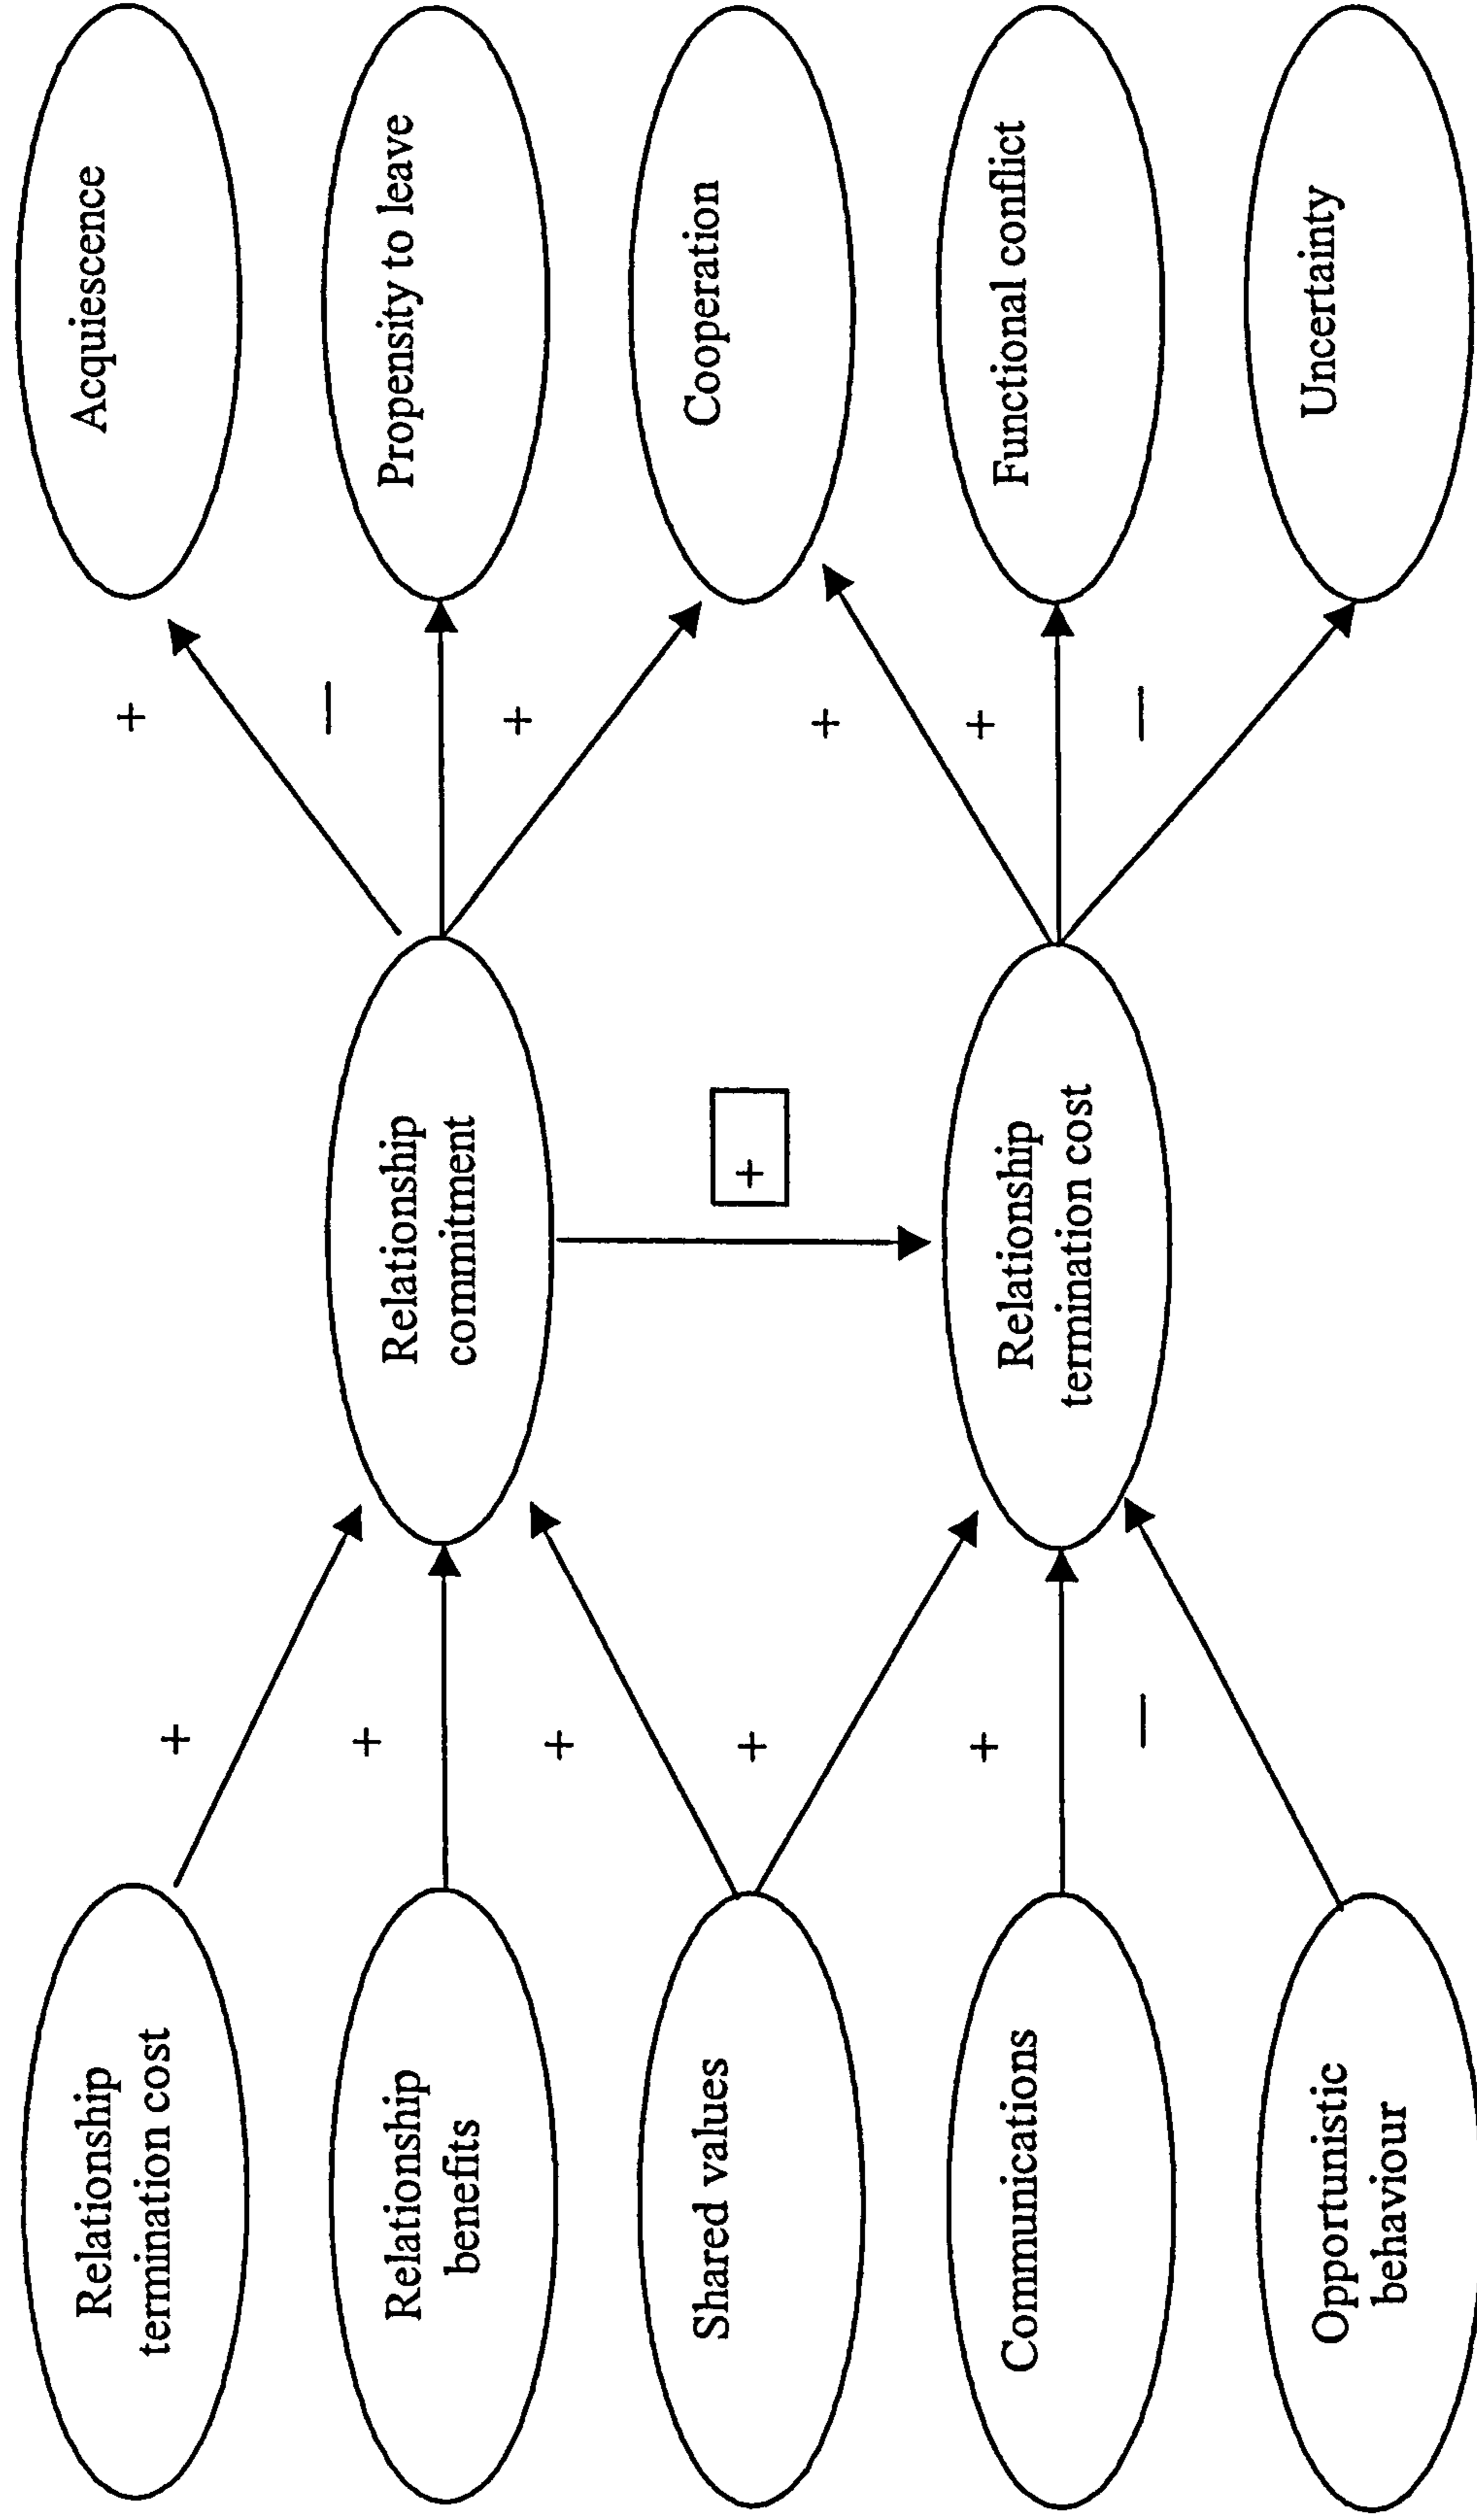 Relationship
termination cost
Relationship
benefits
Shared values
Communications
Opportunistic
behaviour
+
+
+
+
+
—
Relationship
commitment
+
Relationship
termination cost
+
—
+
+
+
—
Acquiescence
Propensity to leave
Cooperation
Functional conflict
Uncertainty